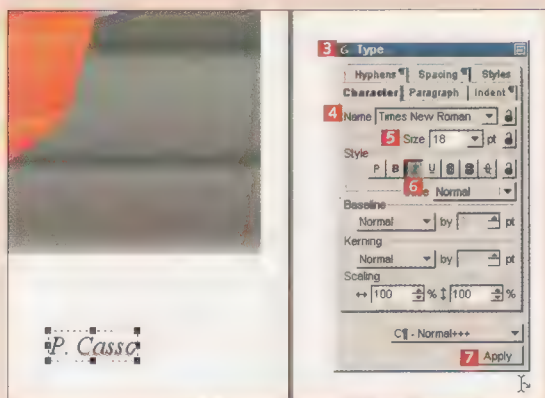 P. Casso
3 Type
Hyphens¶ Spacing¶ Styles
Character Paragraph Indent¶
4 Name Times New Roman
5 Size 18 pt
Style
P B I U
6 Normal
Baseline
Normal by pt
Kerning
Normal by pt
Scaling
100 % 100 %
C¶ - Normal+++
7 Apply